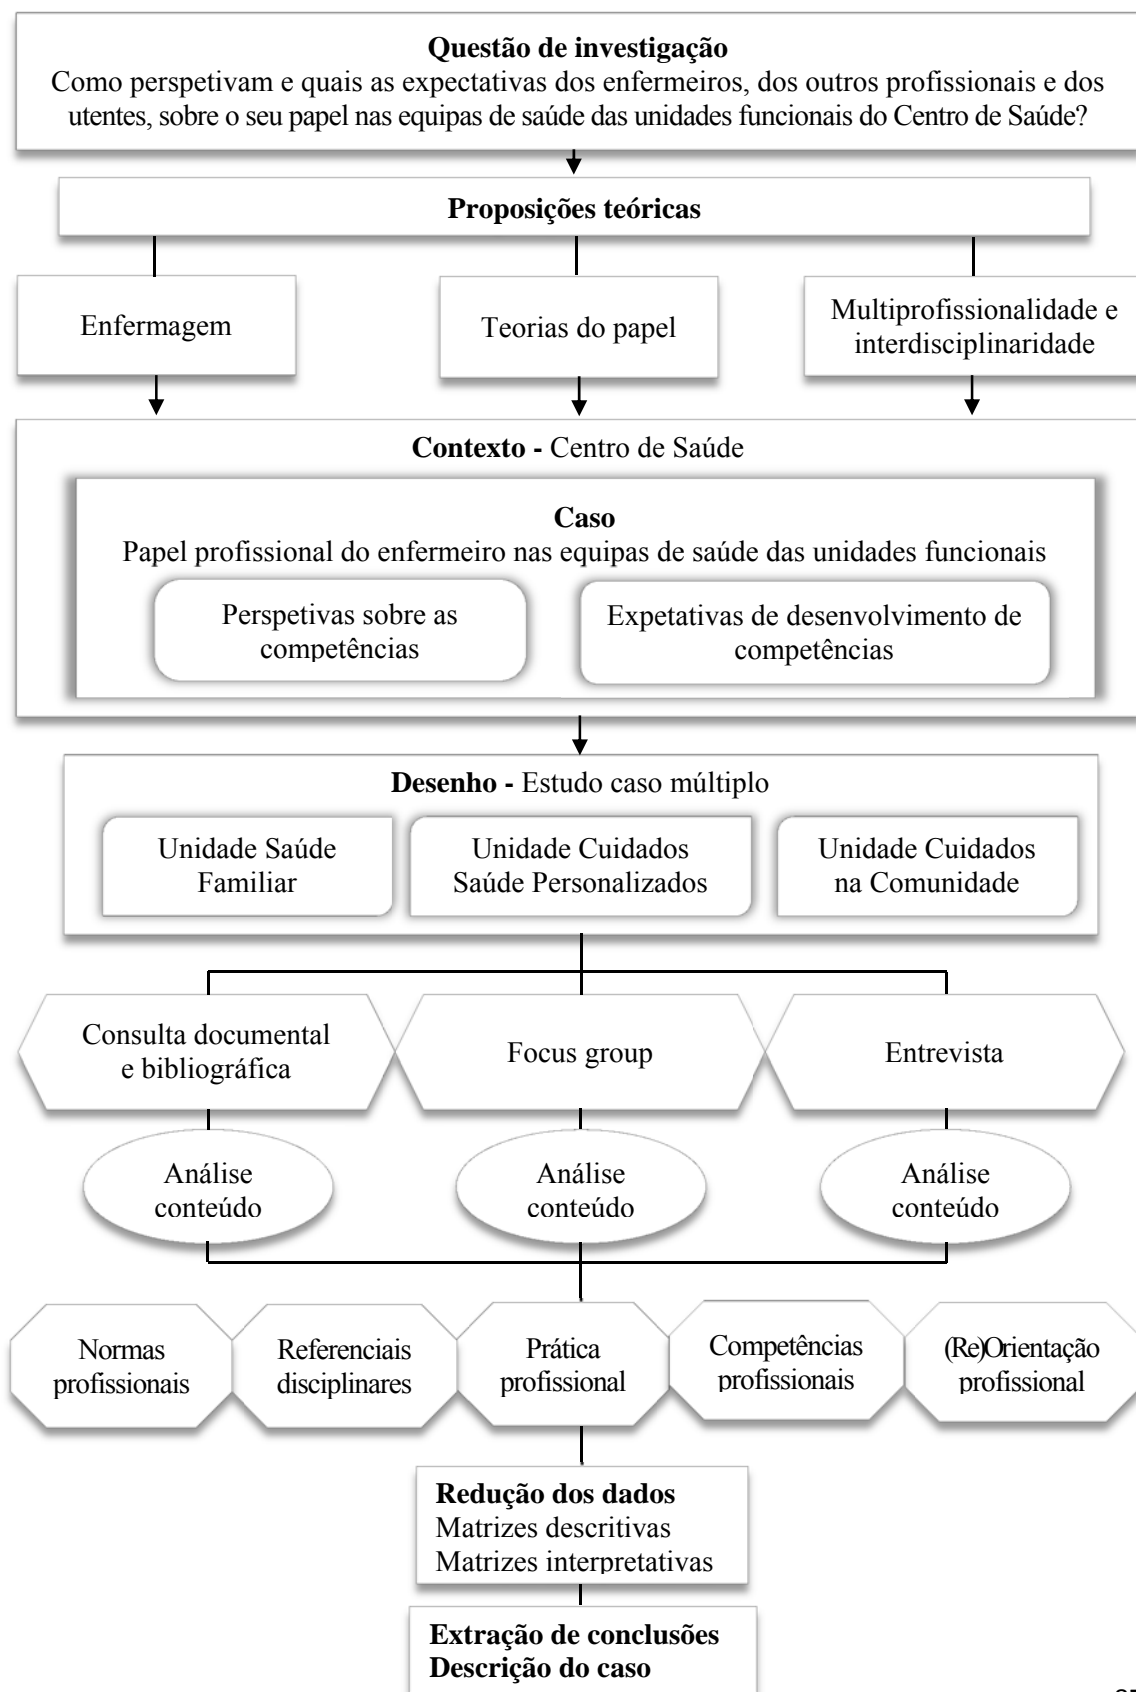 Questão de investigação
Como perspetivam e quais as expectativas dos enfermeiros, dos outros profissionais e dos
utentes, sobre o seu papel nas equipas de saúde das unidades funcionais do Centro de Saúde?
Proposições teóricas
Enfermagem
Teorias do papel
Multiprofissionalidade e
interdisciplinaridade
Contexto - Centro de Saúde
Caso
Papel profissional do enfermeiro nas equipas de saúde das unidades funcionais
Perspetivas sobre as
competências
Expetativas de desenvolvimento de
competências
Desenho - Estudo caso múltiplo
Unidade Saúde
Familiar
Unidade Cuidados
Saúde Personalizados
Unidade Cuidados
na Comunidade
Consulta documental
e bibliográfica
Focus group
Entrevista
Análise
conteúdo
Análise
conteúdo
Análise
conteúdo
Normas
profissionais
Referenciais
disciplinares
Prática
profissional
Competências
profissionais
(Re)Orientação
profissional
Redução dos dados
Matrizes descritivas
Matrizes interpretativas
Extração de conclusões
Descrição do caso